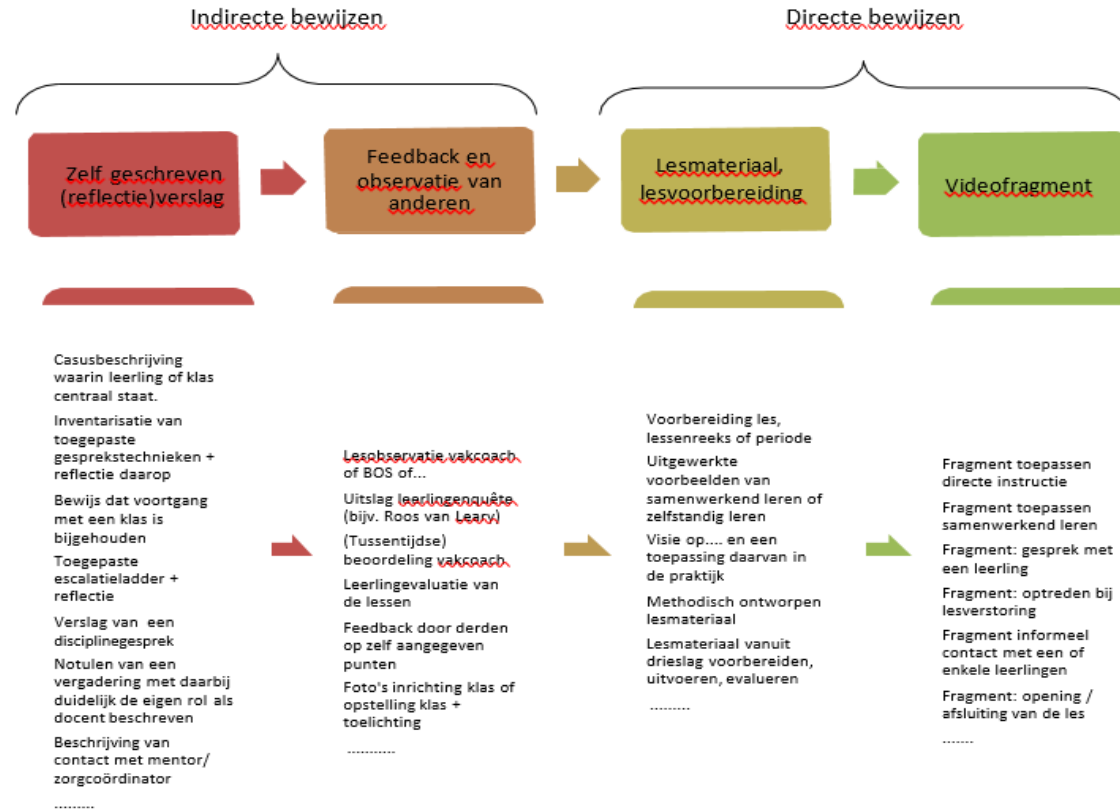 Indirecte bewijzen
Directe bewijzen
Zelf geschreven
(reflectie)verslag
Feedback en
observatie van
anderen
Lesmateriaal,
lesvoorbereiding
Videofragment
Casusbeschrijving
waarin leerling of klas
centraal staat.
Inventarisatie van
toegepaste
gesprekstechnieken +
reflectie daarop
Bewijs dat voortgang
met een klas is
bijgehouden
Toegepaste
escalatieladder +
reflectie
Verslag van een
disciplinegesprek
Notulen van een
vergadering met daarbij
duidelijk de eigen rol als
docent beschreven
Beschrijving van
contact met mentor/
zorgcoördinator
.........
Lesobservatie vakcoach
of BOS of...
Uitslag leerlingenquête
(bijv. Roos van Leary)
(Tussentijdse)
beoordeling vakcoach
Leerlingevaluatie van
de lessen
Feedback door derden
op zelf aangegeven
punten
Foto's inrichting klas of
opstelling klas +
toelichting
...........
Voorbereiding les,
lessenreeks of periode
Uitgewerkte
voorbeelden van
samenwerkend leren of
zelfstandig leren
Visie op.... en een
toepassing daarvan in
de praktijk
Methodisch ontworpen
lesmateriaal
Lesmateriaal vanuit
drieslag voorbereiden,
uitvoeren, evalueren
.........
Fragment toepassen
directe instructie
Fragment toepassen
samenwerkend leren
Fragment: gesprek met
een leerling
Fragment: optreden bij
lesverstoring
Fragment informeel
contact met een of
enkele leerlingen
Fragment: opening /
afsluiting van de les
.......